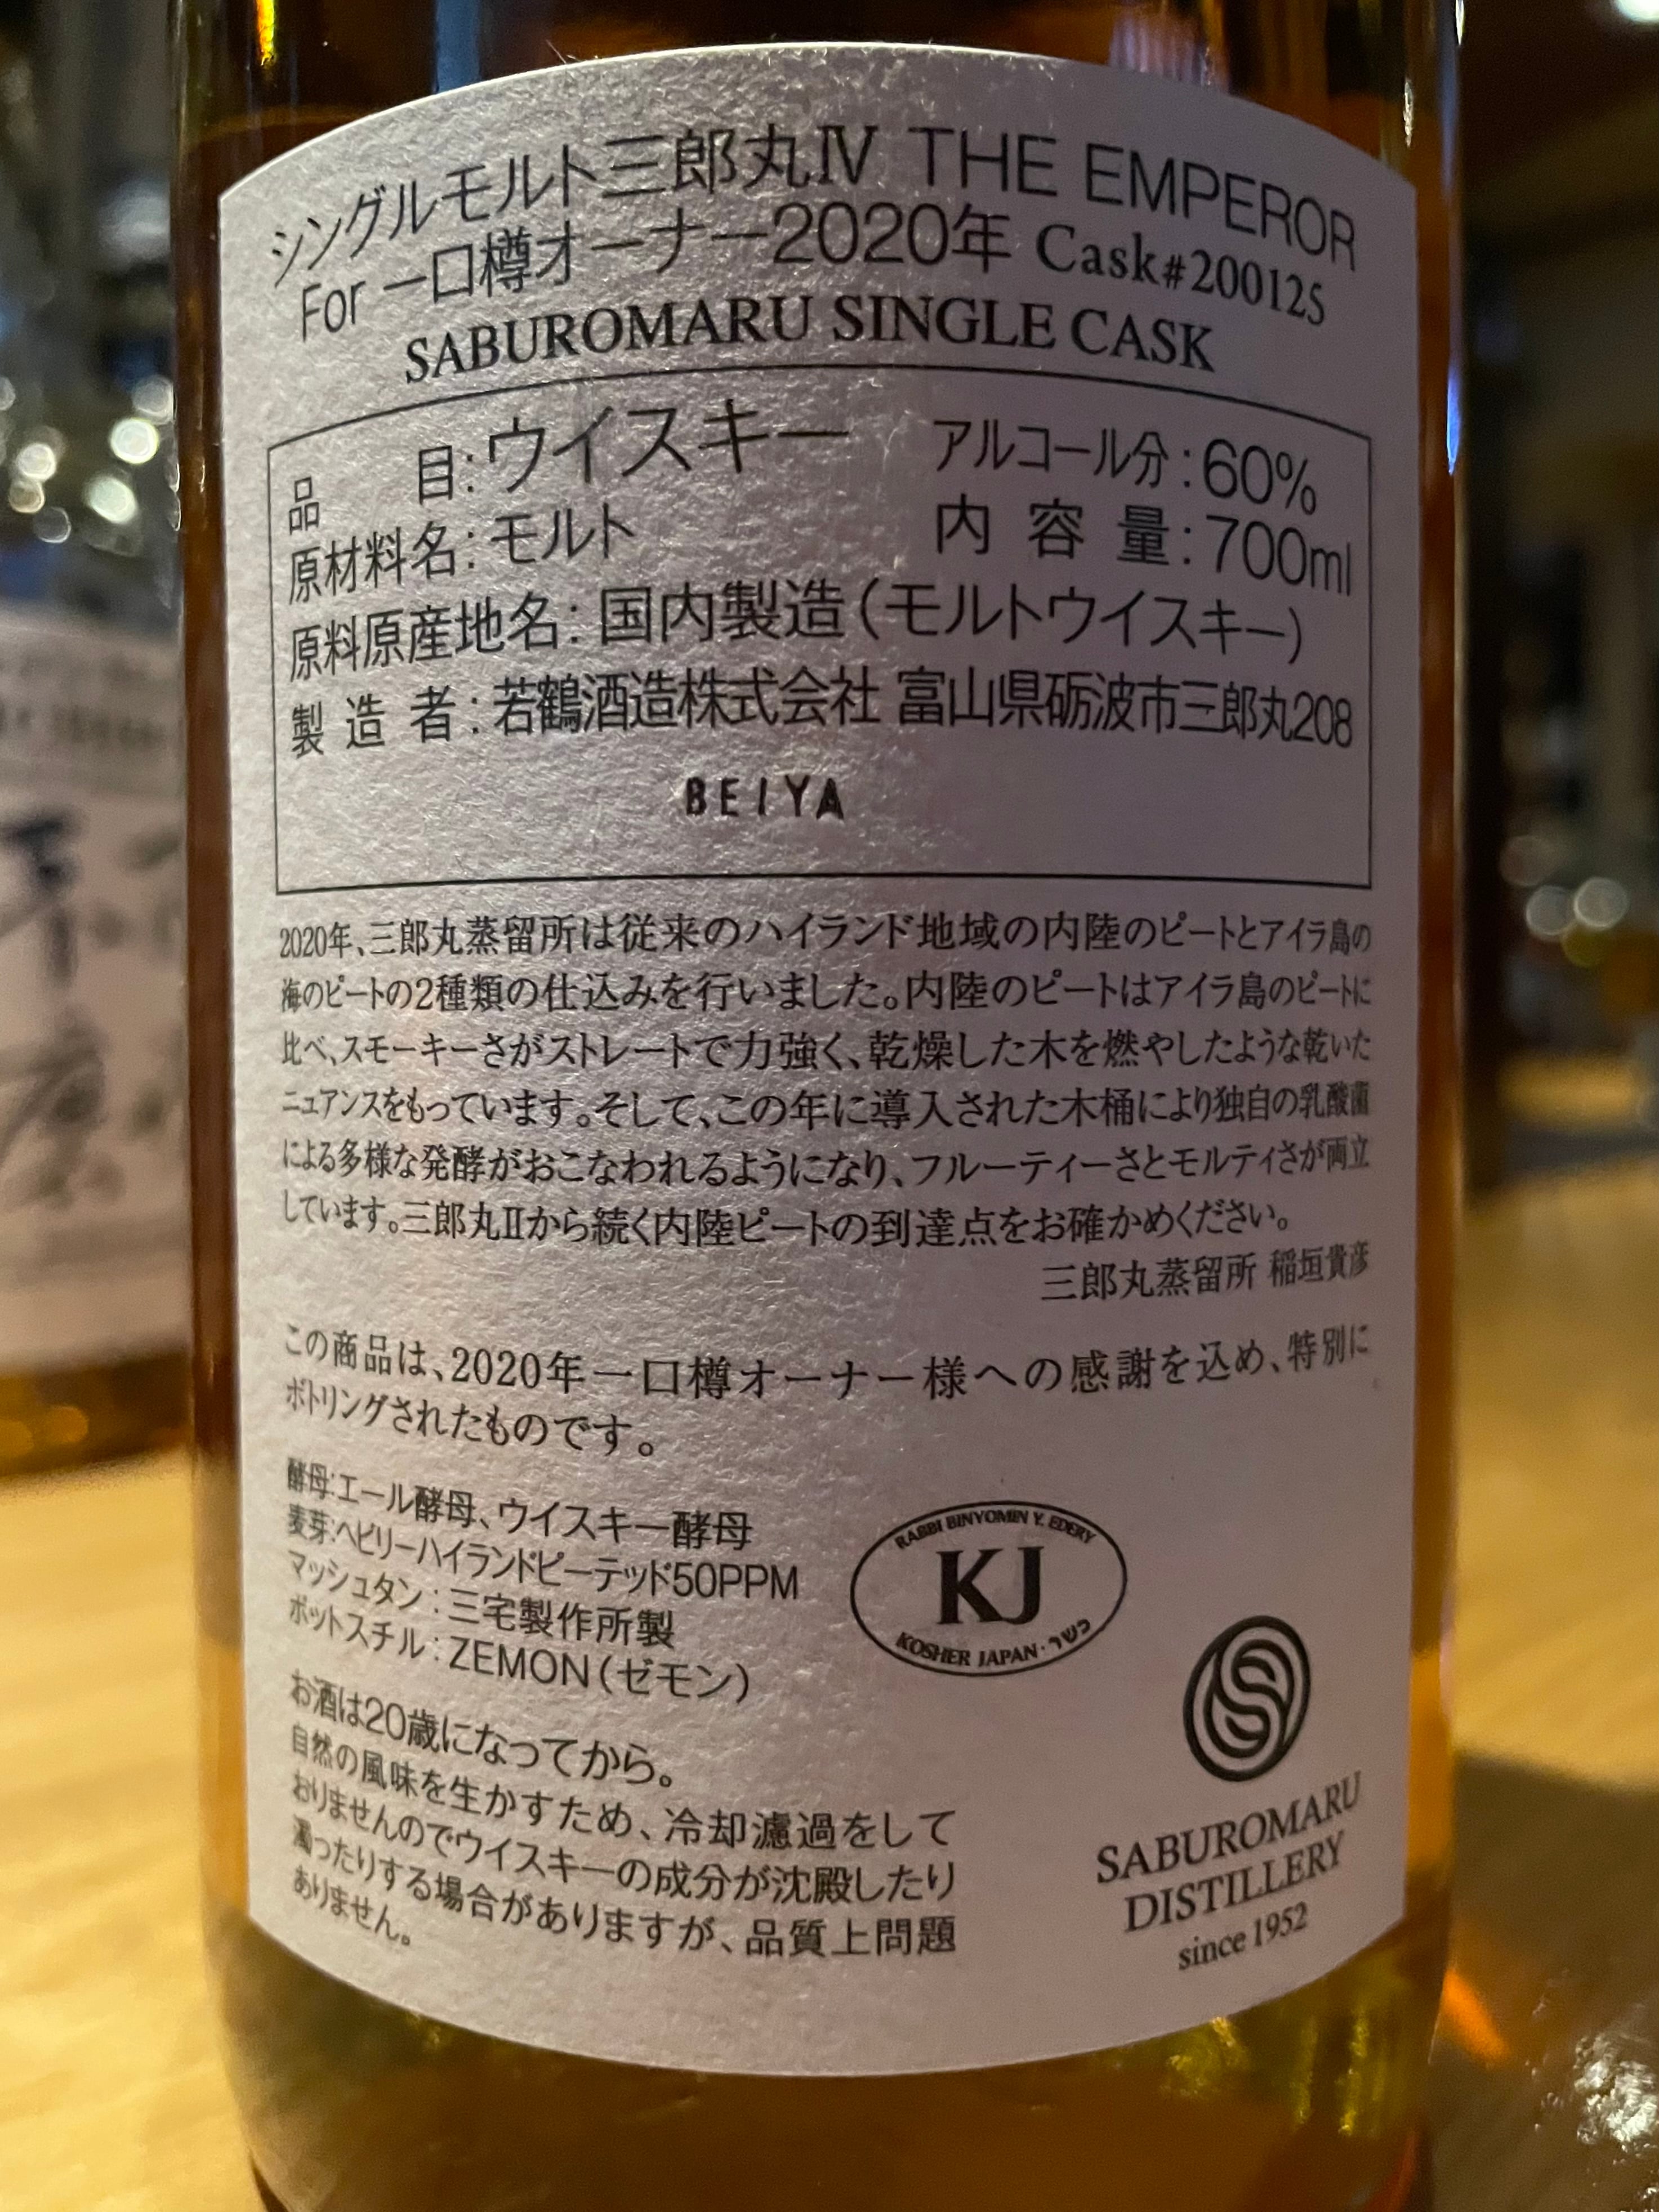 シングルモルト三郎丸Ⅳ THE EMPEROR
For 一口樽オーナー2020年 Cask#200125
SABUROMARU SINGLE CASK
品目:ウイスキー アルコール分:60%
原材料名:モルト 内容量:700ml
原料原産地名:国内製造(モルトウイスキー)
製造者:若鶴酒造株式会社 富山県砺波市三郎丸208
BEIYA
2020年、三郎丸蒸留所は従来のハイランド地域の内陸のピートとアイラ島の
海のピートの2種類の仕込みを行いました。内陸のピートはアイラ島のピートに
比べ、スモーキーさがストレートで力強く、乾燥した木を燃やしたような乾いた
ニュアンスをもっています。そして、この年に導入された木桶により独自の乳酸菌
による多様な発酵がおこなわれるようになり、フルーティーさとモルティさが両立
しています。三郎丸Ⅱから続く内陸ピートの到達点をお確かめください。
三郎丸蒸留所 稲垣貴彦
この商品は、2020年一口樽オーナー様への感謝を込め、特別に
ボトリングされたものです。
酵母:エール酵母、ウイスキー酵母
麦芽:ヘビリーハイランドピーテッド50PPM
マッシュタン:三宅製作所製
ポットスチル:ZEMON(ゼモン)
RABBI BINYOMIN Y. EDERY
KJ
KOSHER JAPAN・כשר
お酒は20歳になってから。
自然の風味を生かすため、冷却濾過をして
おりませんのでウイスキーの成分が沈殿したり
濁ったりする場合がありますが、品質上問題
ありません。
SABUROMARU
DISTILLERY
since 1952